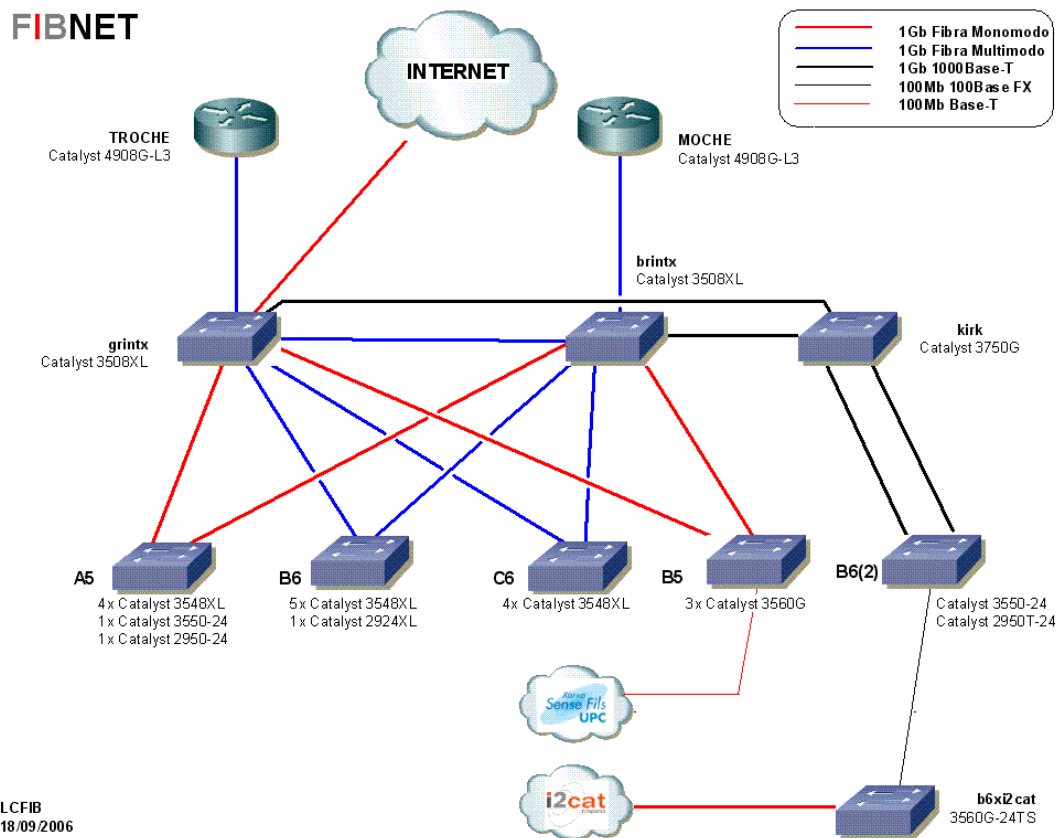 FIBNET
INTERNET
1Gb Fibra Monomodo
1Gb Fibra Multimodo
1Gb 1000Base-T
100Mb 100Base FX
100Mb Base-T
TROCHE
Catalyst 4908G-L3
MOCHE
Catalyst 4908G-L3
brintx
Catalyst 3508XL
grintx
Catalyst 3508XL
kirk
Catalyst 3750G
A5
4x Catalyst 3548XL
1x Catalyst 3550-24
1x Catalyst 2950-24
B6
5x Catalyst 3548XL
1x Catalyst 2924XL
C6
4x Catalyst 3548XL
B5
3x Catalyst 3560G
B6(2)
Catalyst 3550-24
Catalyst 2950T-24
Xarxa
Sense Fils
UPC
i2cat
b6xi2cat
3560G-24TS
LCFIB
18/09/2006